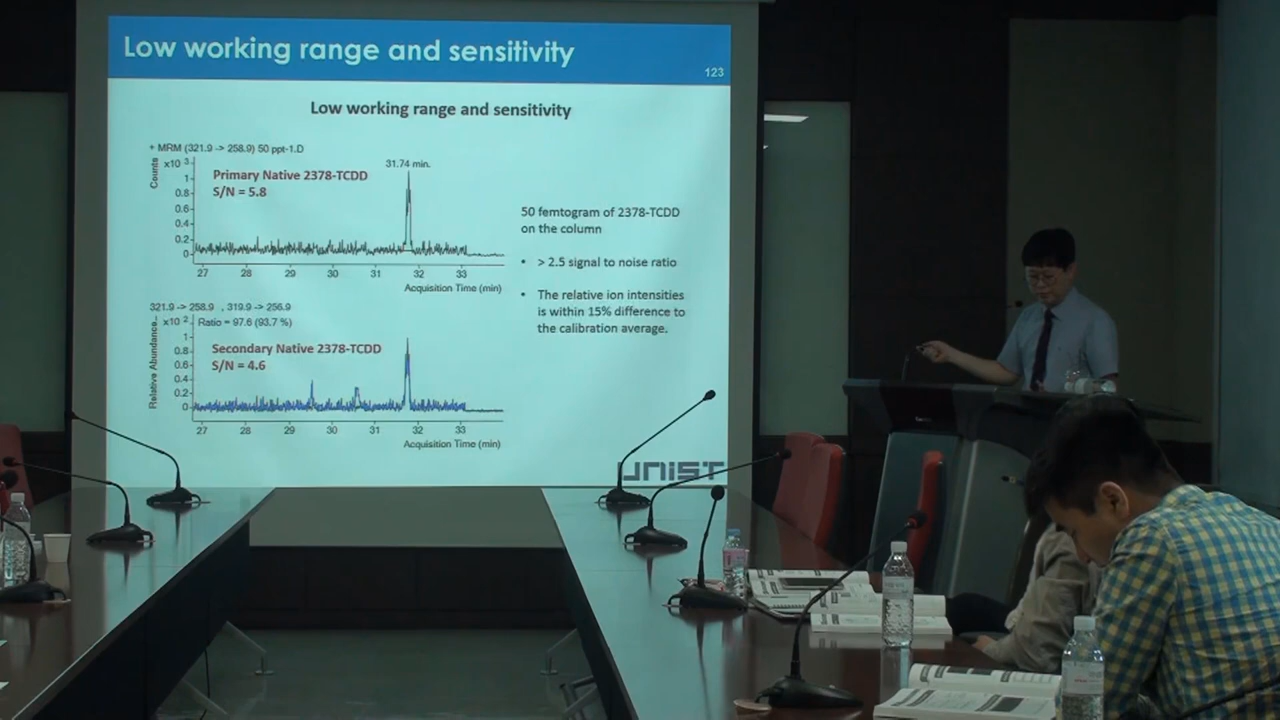 Low working range and sensitivity
123
Low working range and sensitivity
+ MRM (321.9 -> 258.9) 50 ppt-1.D
x10 3
31.74 min.
Counts
Primary Native 2378-TCDD
S/N = 5.8
1
0.8
0.6
0.4
0.2
0
27 28 29 30 31 32 33
Acquisition Time (min)
50 femtogram of 2378-TCDD
on the column
• > 2.5 signal to noise ratio
• The relative ion intensities
is within 15% difference to
the calibration average.
321.9 -> 258.9 , 319.9 -> 256.9
x10 2
Ratio = 97.6 (93.7 %)
Relative Abundance
Secondary Native 2378-TCDD
S/N = 4.6
1
0.8
0.6
0.4
0.2
0
27 28 29 30 31 32 33
Acquisition Time (min)
UNIST